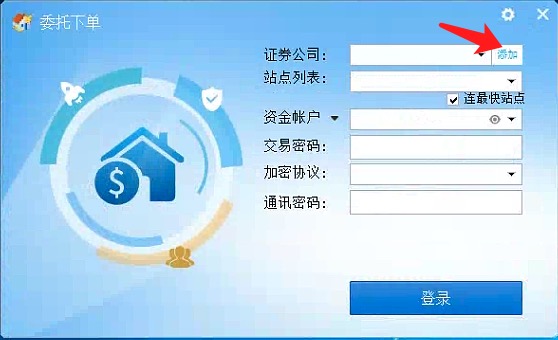 委托下单
证券公司： 添加
站点列表：
连最快站点
资金帐户
交易密码：
加密协议：
通讯密码：
登录